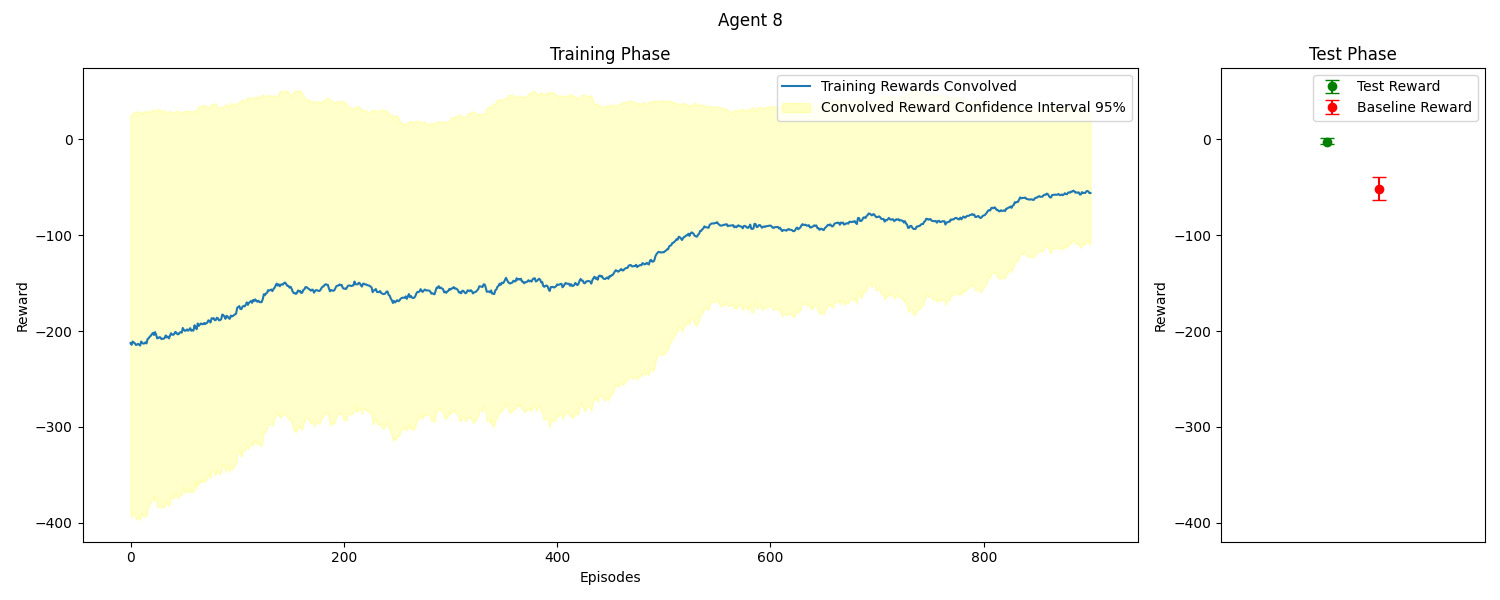 Agent 8
Training Phase
Training Rewards Convolved
Convolved Reward Confidence Interval 95%
Reward
0
−100
−200
−300
−400
0
200
400
600
800
Episodes
Test Phase
Test Reward
Baseline Reward
Reward
0
−100
−200
−300
−400